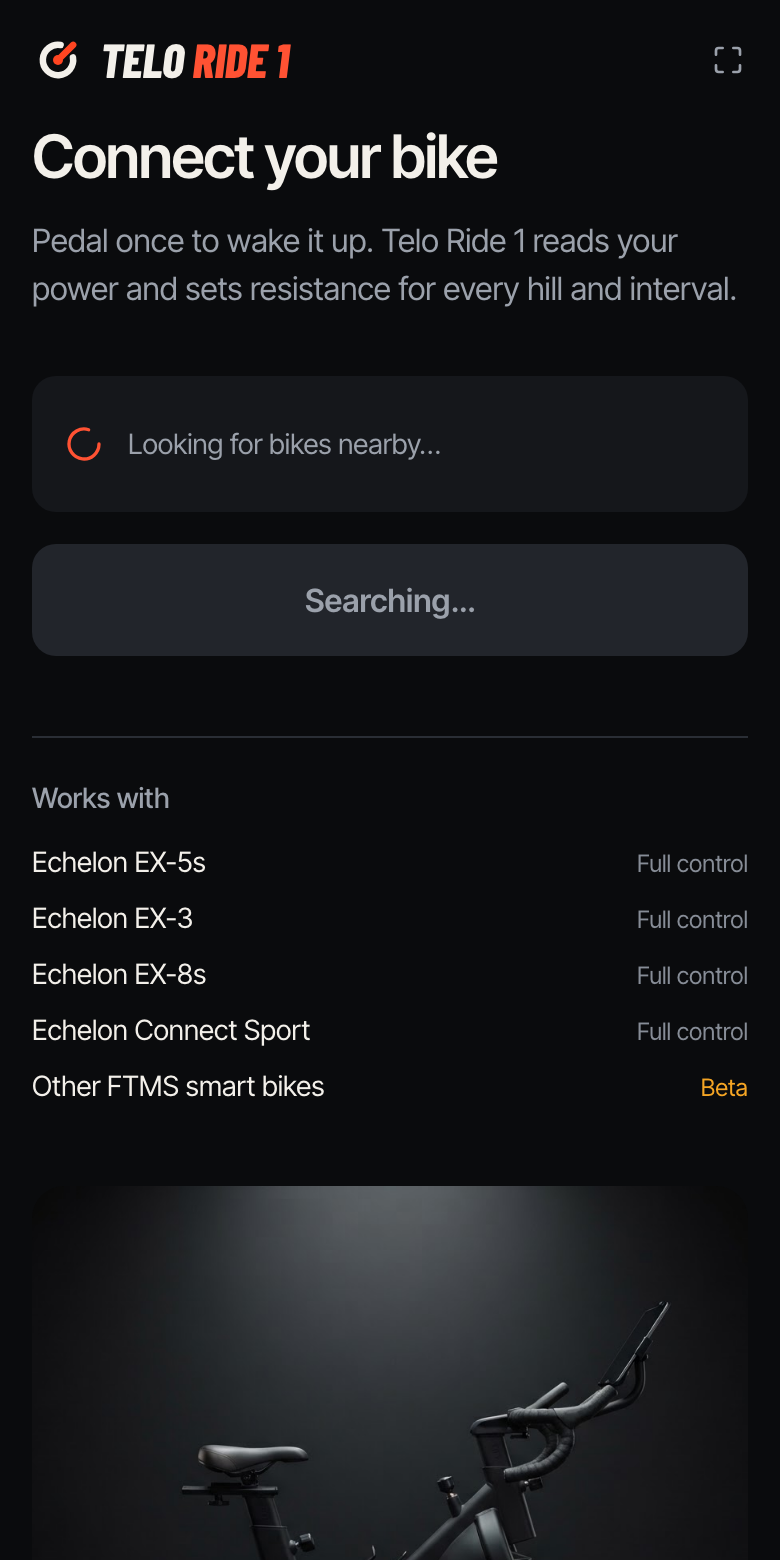 TELO RIDE 1
Connect your bike
Pedal once to wake it up. Telo Ride 1 reads your
power and sets resistance for every hill and interval.
Looking for bikes nearby...
Searching...
Works with
Echelon EX-5s Full control
Echelon EX-3 Full control
Echelon EX-8s Full control
Echelon Connect Sport Full control
Other FTMS smart bikes Beta